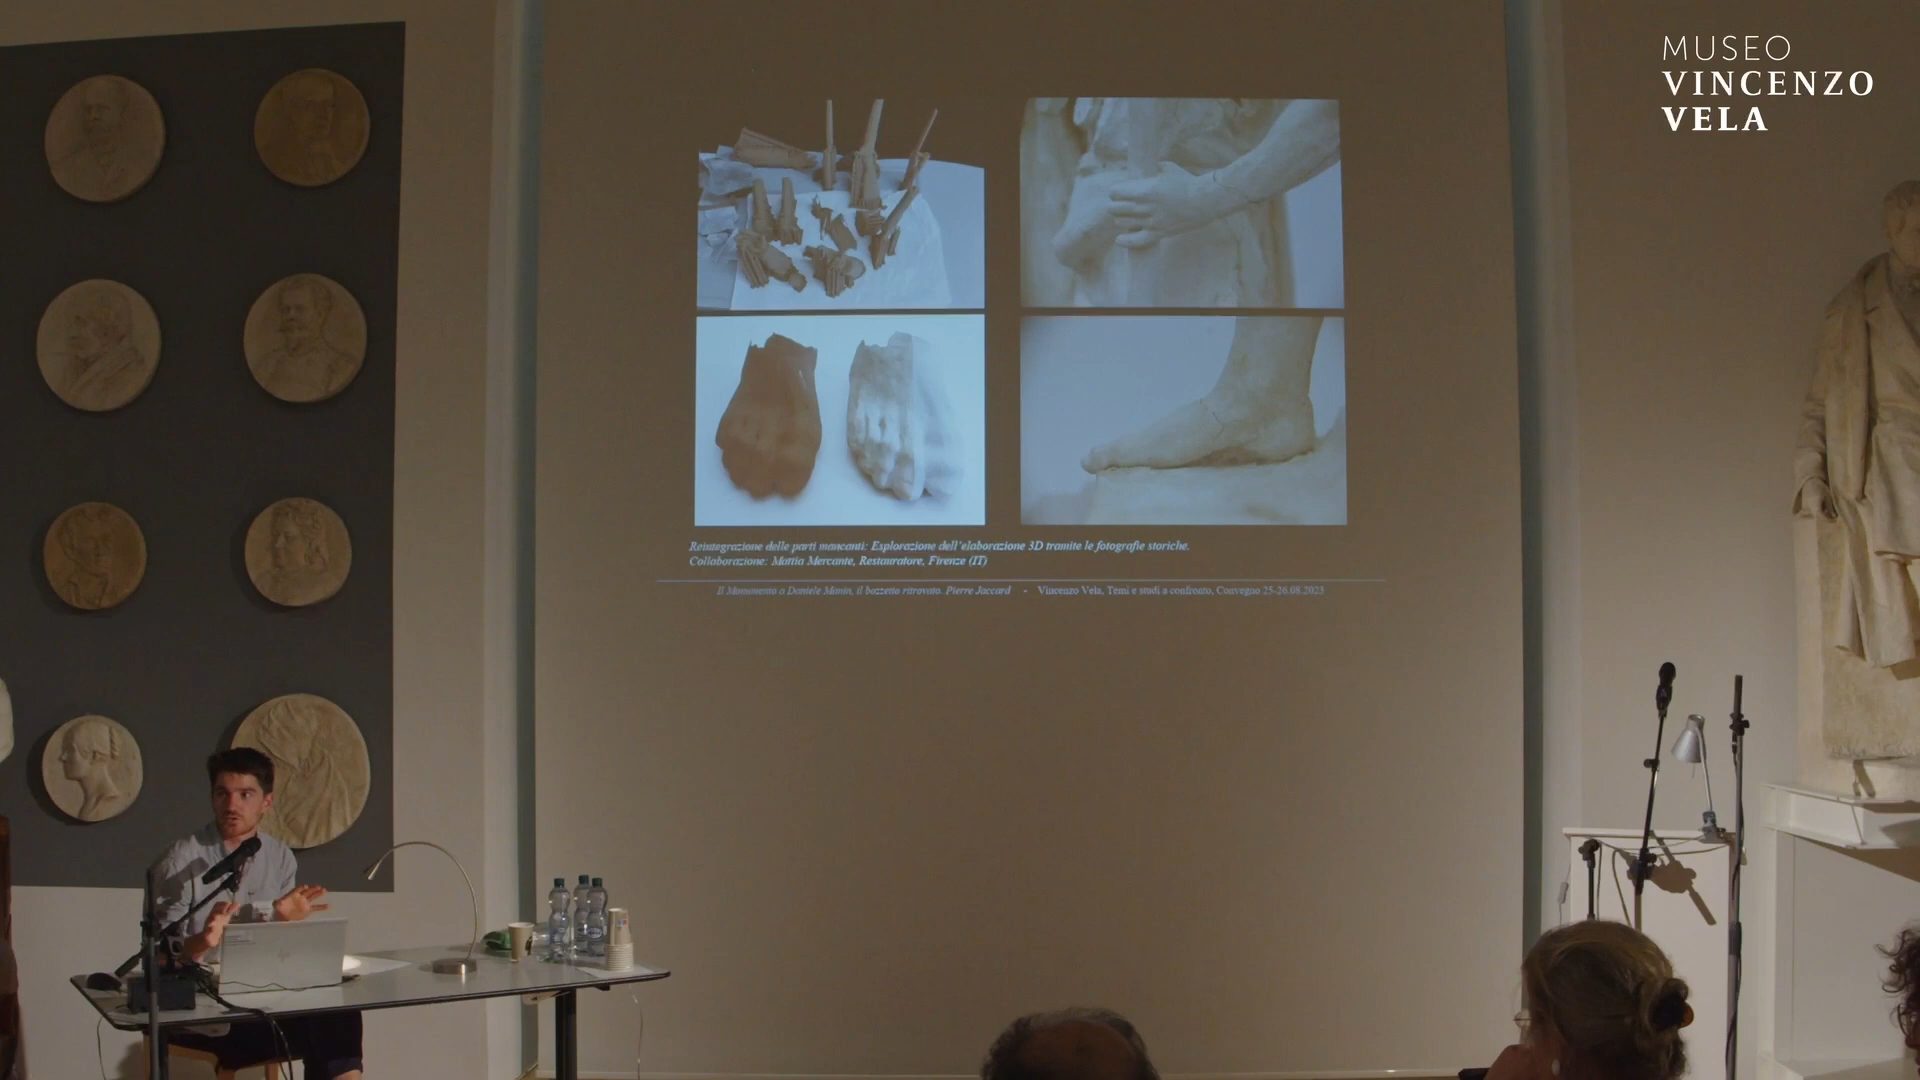 MUSEO
VINCENZO
VELA
Reintegrazione delle parti mancanti: Esplorazione dell'elaborazione 3D tramite le fotografie storiche.
Collaborazione: Mattia Mercante, Restauratore, Firenze (IT)
Il Monumento a Daniele Manin, il bozzetto ritrovato. Pierre Jaccard - Vincenzo Vela, Temi e studi a confronto, Convegno 25-26.08.2023